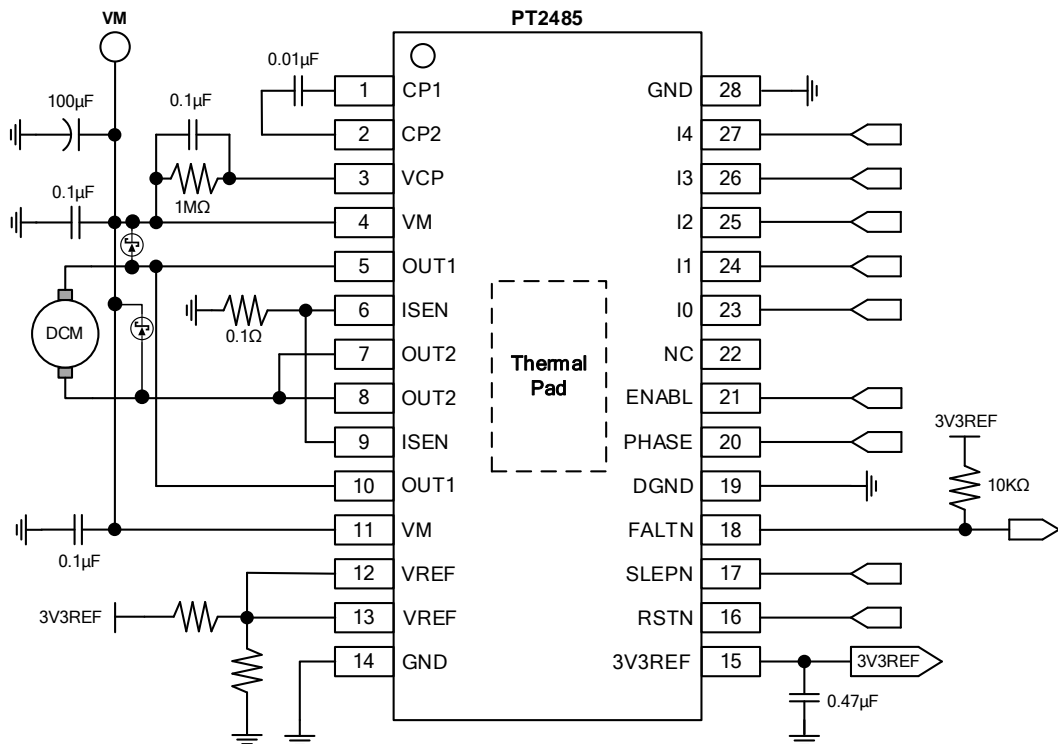 VM
PT2485
0.01µF
1
CP1
GND
28
100µF
0.1µF
2
CP2
I4
27
3
VCP
I3
26
0.1µF
1MΩ
4
VM
I2
25
5
OUT1
I1
24
DCM
0.1Ω
6
ISEN
I0
23
7
OUT2
NC
22
Thermal
Pad
8
OUT2
ENABL
21
9
ISEN
PHASE
20
3V3REF
10
OUT1
DGND
19
10KΩ
0.1µF
11
VM
FALTN
18
12
VREF
SLEPN
17
3V3REF
13
VREF
RSTN
16
14
GND
3V3REF
15
3V3REF
0.47µF